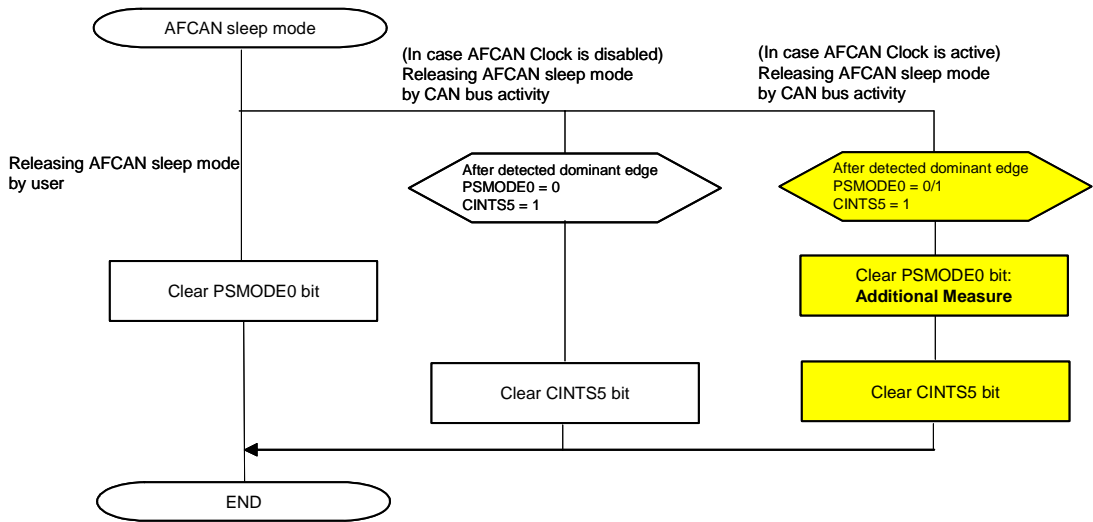 AFCAN sleep mode
(In case AFCAN Clock is disabled)
Releasing AFCAN sleep mode
by CAN bus activity
(In case AFCAN Clock is active)
Releasing AFCAN sleep mode
by CAN bus activity
Releasing AFCAN sleep mode
by user
After detected dominant edge
PSMODE0 = 0
CINTS5 = 1
After detected dominant edge
PSMODE0 = 0/1
CINTS5 = 1
Clear PSMODE0 bit
Clear PSMODE0 bit:
Additional Measure
Clear CINTS5 bit
Clear CINTS5 bit
END